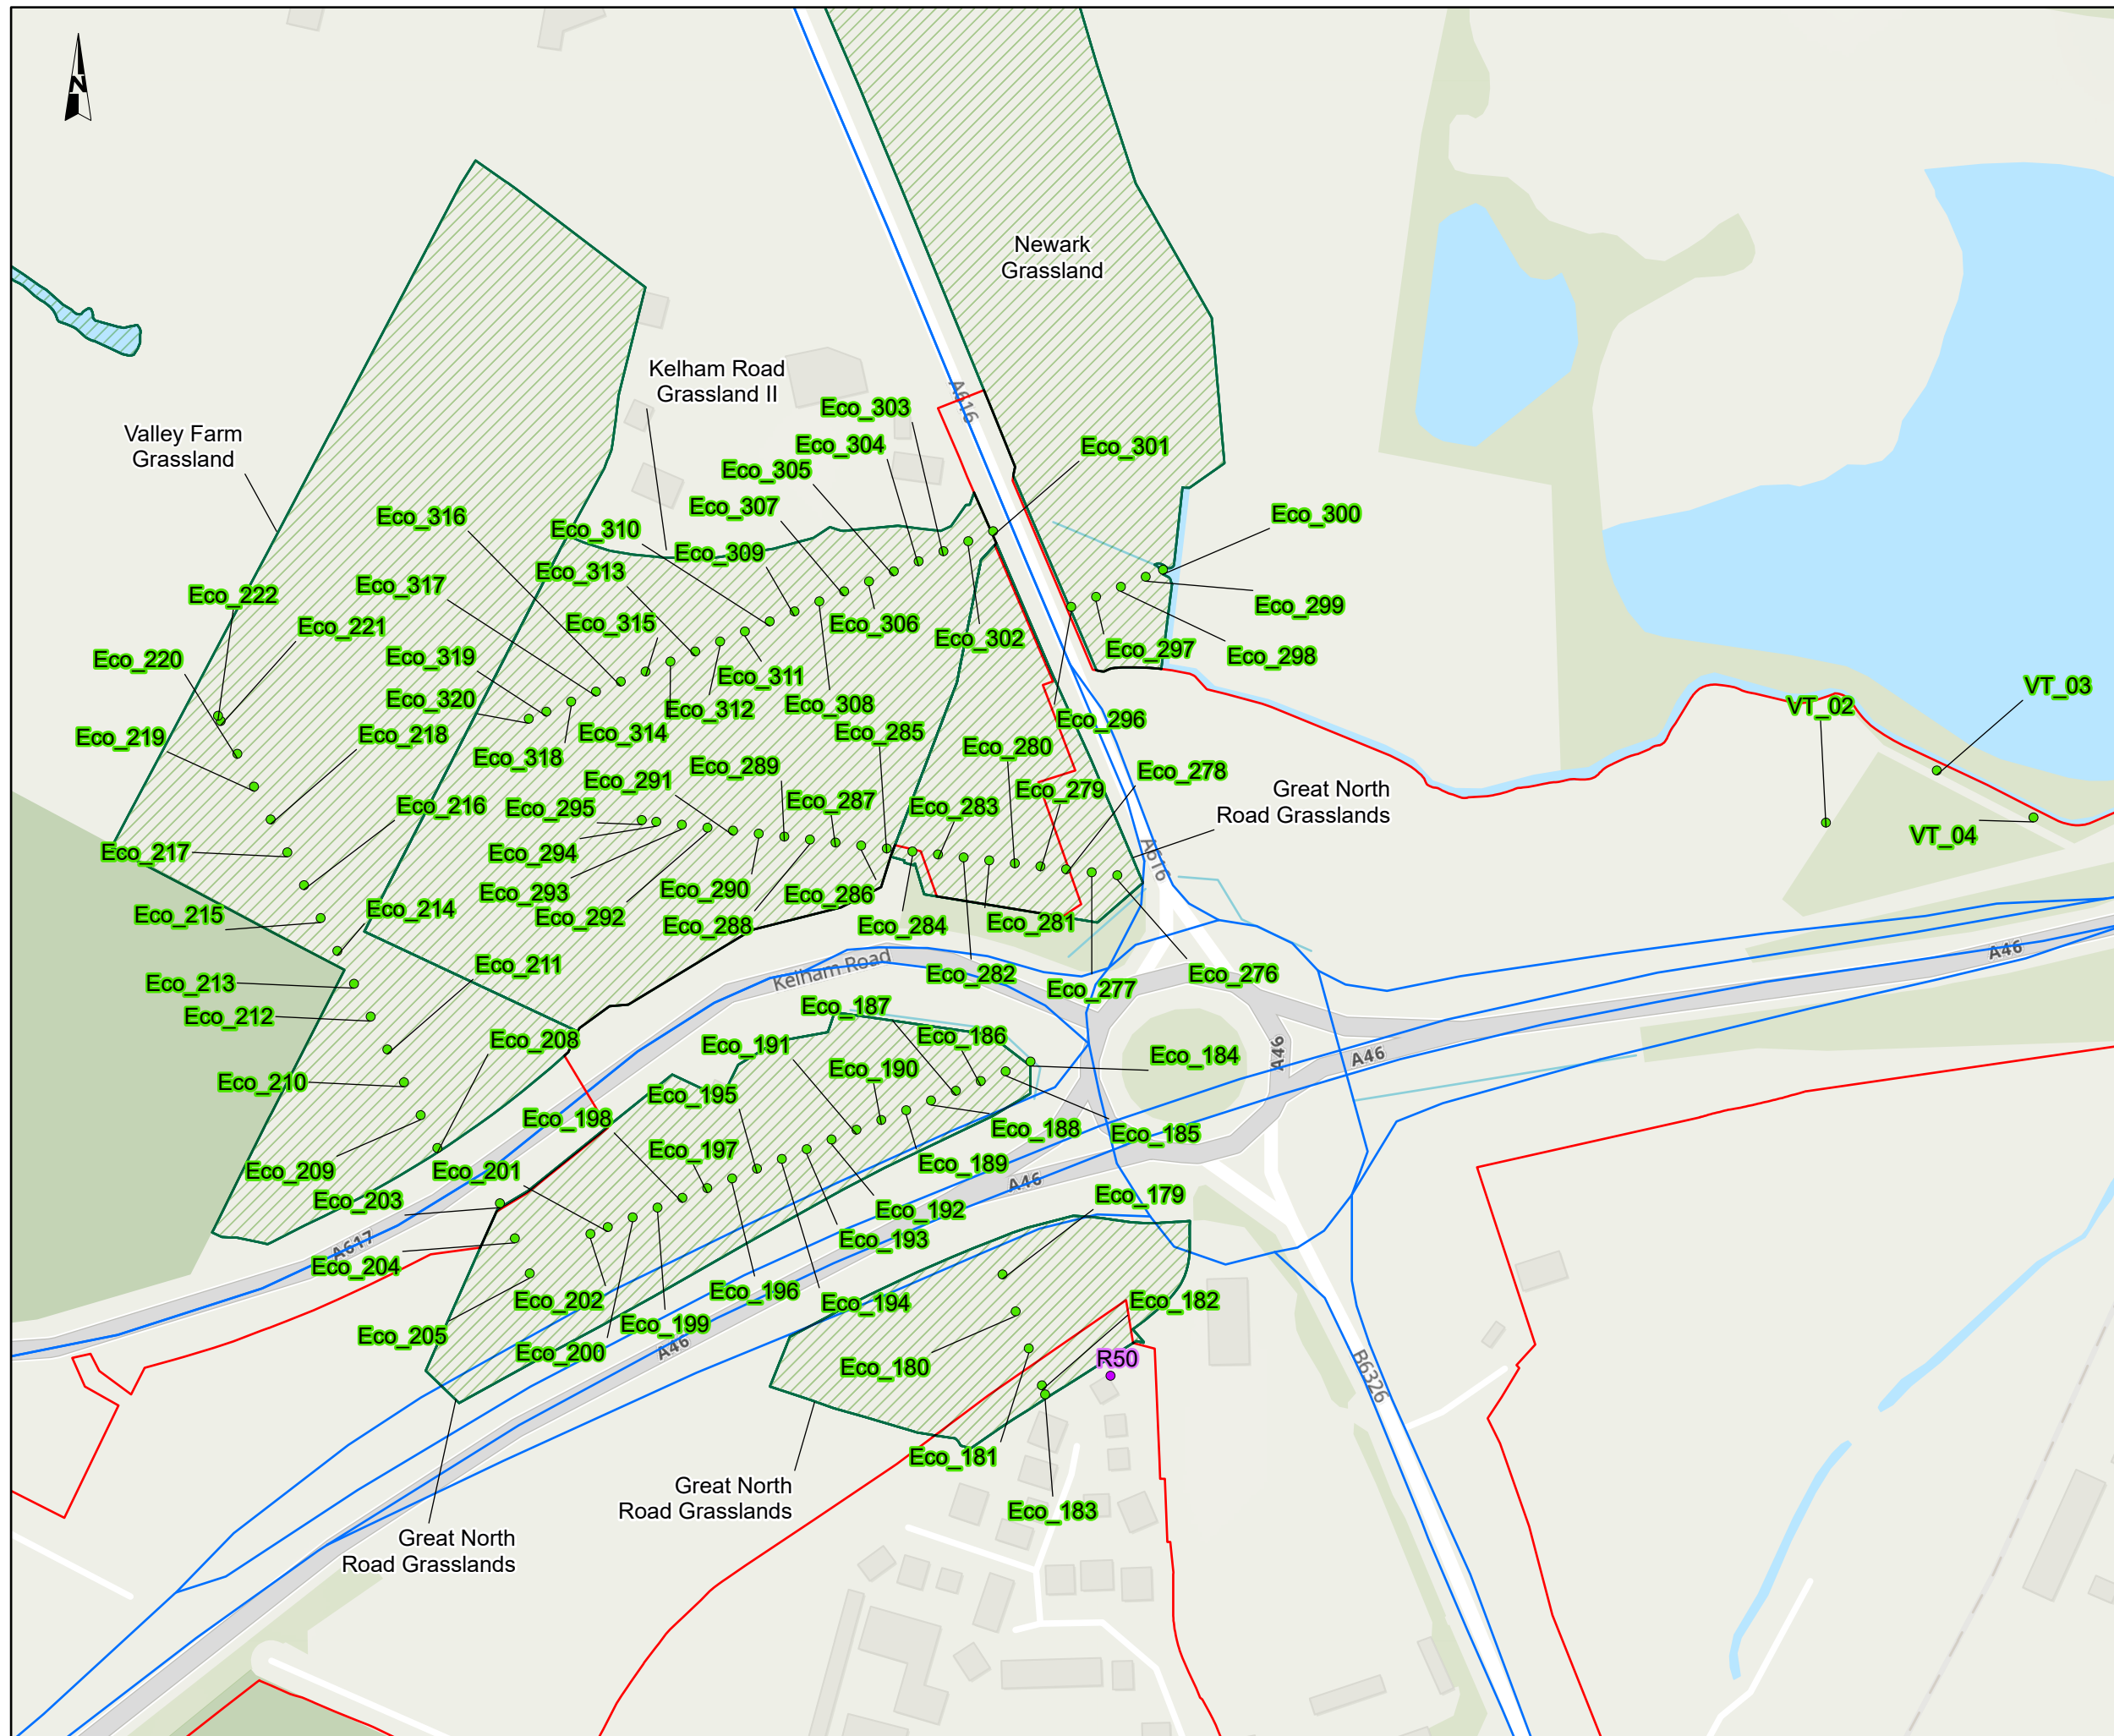 N
Newark
Grassland
Kelham Road
Grassland II
A616
Eco_303
Valley Farm
Grassland
Eco_304
Eco_301
Eco_305
Eco_307
Eco_316
Eco_300
Eco_310
Eco_309
Eco_313
Eco_317
Eco_222
Eco_299
Eco_315
Eco_306
Eco_221
Eco_302
Eco_297
Eco_319
Eco_298
Eco_220
Eco_311
VT_03
Eco_320
Eco_308
VT_02
Eco_312
Eco_296
Eco_314
Eco_285
Eco_218
Eco_219
Eco_280
Eco_318
Eco_289
Eco_278
Eco_291
Eco_279
Great North
Road Grasslands
Eco_287
Eco_216
Eco_295
Eco_283
VT_04
Eco_217
Eco_294
A616
Eco_290
Eco_293
Eco_286
Eco_214
Eco_215
Eco_292
Eco_288
Eco_284
Eco_281
A46
Eco_211
Kelham Road
Eco_282
Eco_276
Eco_213
Eco_277
Eco_187
Eco_212
Eco_186
Eco_208
Eco_191
A46
Eco_184
A46
Eco_190
Eco_210
Eco_195
Eco_198
Eco_188
Eco_185
Eco_197
Eco_189
Eco_209
Eco_201
A46
Eco_179
Eco_203
Eco_192
Eco_193
A617
Eco_204
Eco_196
Eco_202
Eco_194
Eco_182
Eco_199
Eco_205
A46
Eco_200
R50
Eco_180
B6326
Eco_181
Great North
Road Grasslands
Eco_183
Great North
Road Grasslands